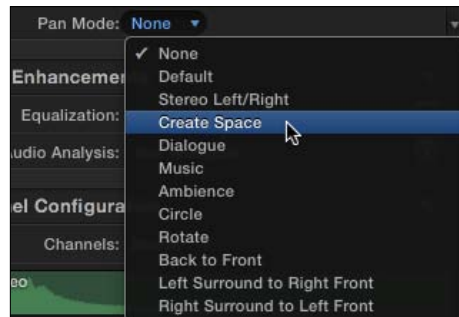 Pan Mode: None
✓ None
Default
Stereo Left/Right
Create Space
Dialogue
Music
Ambience
Circle
Rotate
Back to Front
Left Surround to Right Front
Right Surround to Left Front
Enhancemen
Equalization:
udio Analysis:
el Configura
Channels:
eo